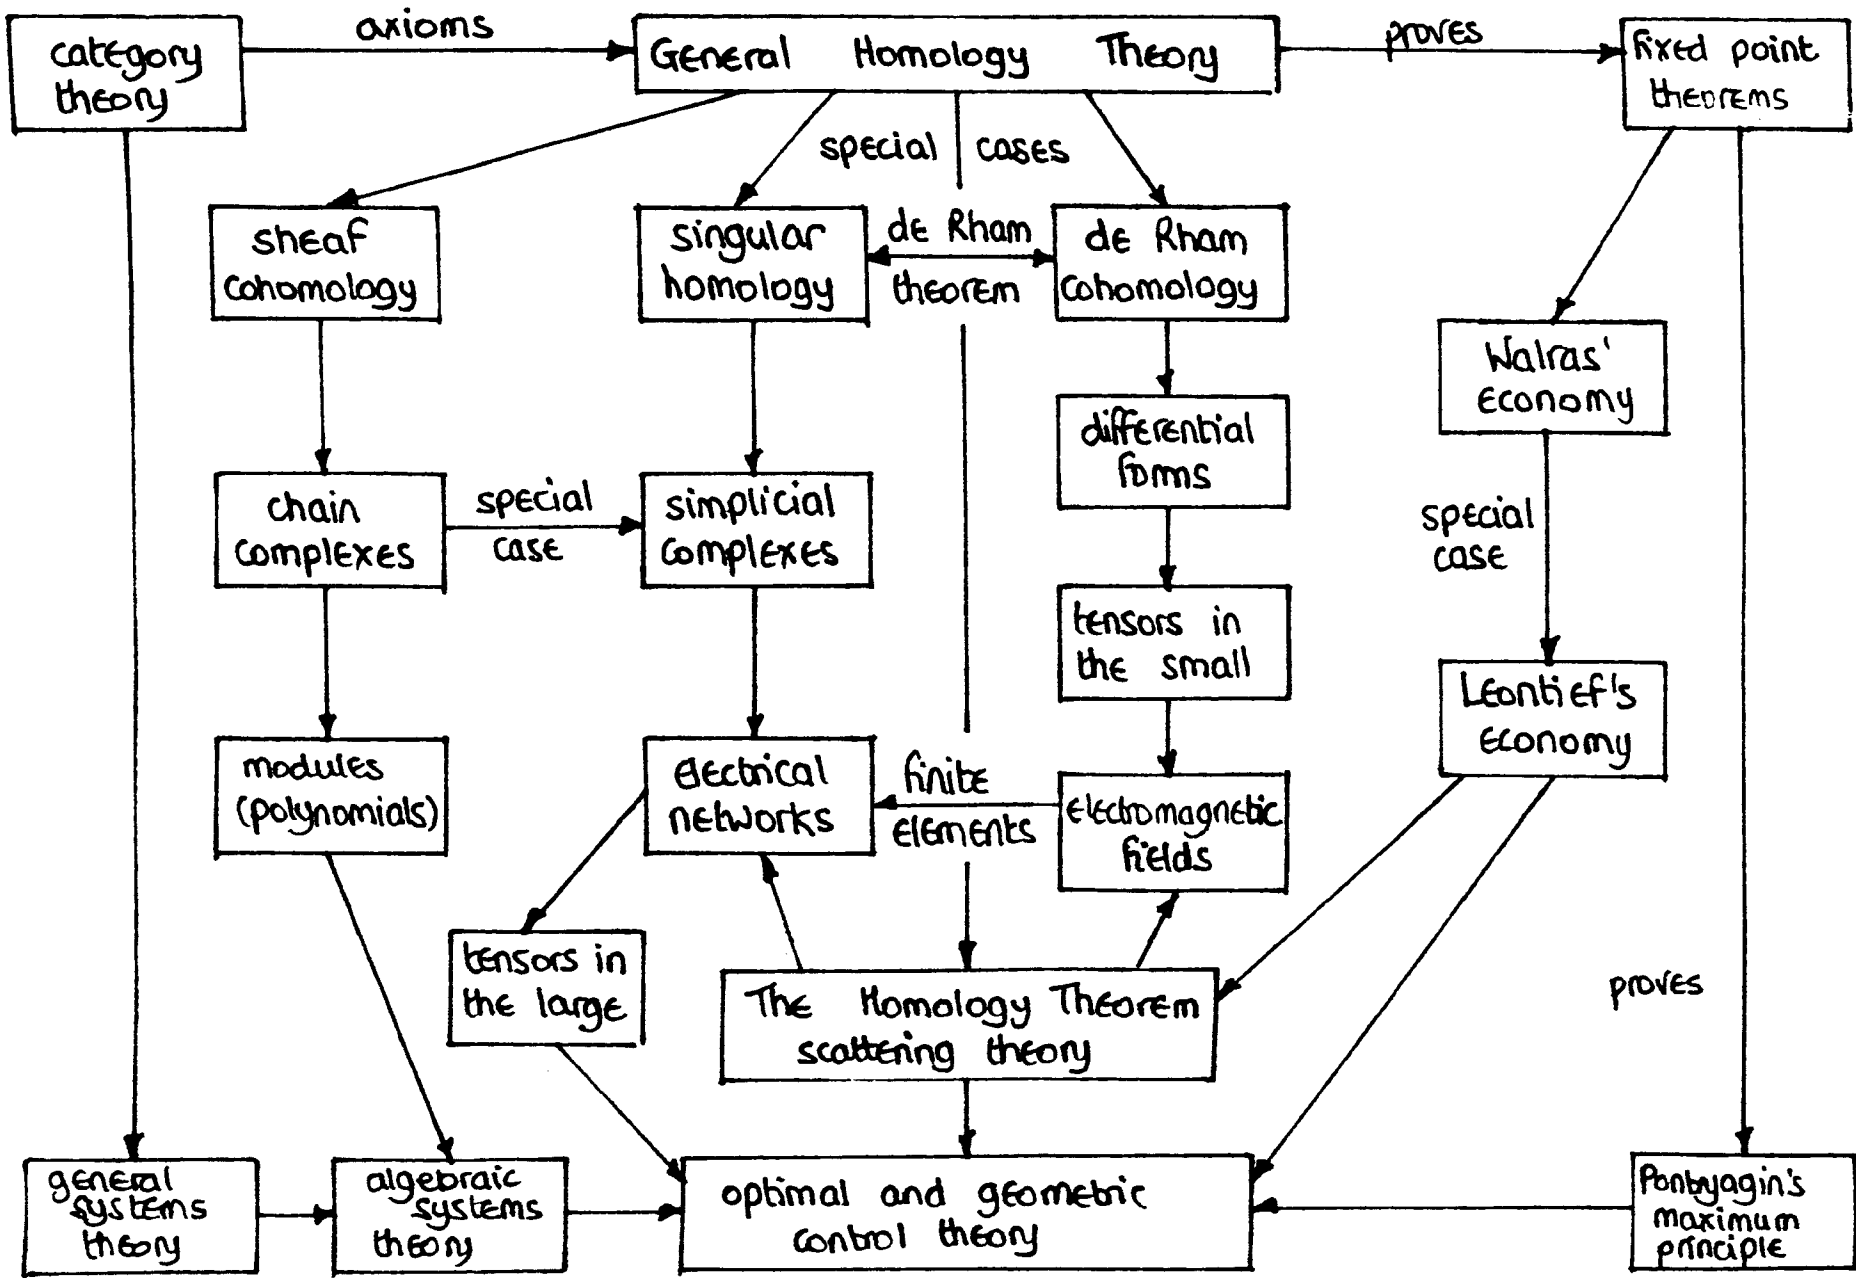 category
theory
axioms
General Homology Theory
proves
fixed point
theorems
special cases
sheaf
cohomology
singular
homology
de Rham
theorem
de Rham
cohomology
Walras'
economy
differential
forms
chain
complexes
special
case
simplicial
complexes
special
case
tensors in
the small
Leontief's
economy
modules
(polynomials)
electrical
networks
finite
elements
electromagnetic
fields
tensors in
the large
The Homology Theorem
scattering theory
proves
general
systems
theory
algebraic
systems
theory
optimal and geometric
control theory
Pontryagin's
maximum
principle